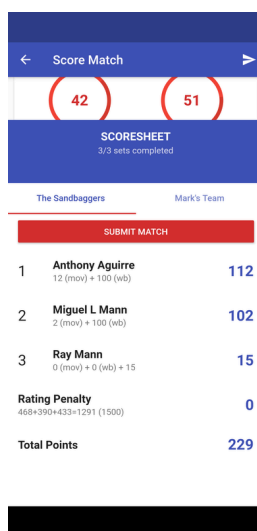 Score Match
42 51
SCORESHEET
3/3 sets completed
The Sandbaggers Mark's Team
SUBMIT MATCH
1 Anthony Aguirre 112
12 (mov) + 100 (wb)
2 Miguel L Mann 102
2 (mov) + 100 (wb)
3 Ray Mann 15
0 (mov) + 0 (wb) + 15
Rating Penalty 0
468+390+433=1291 (1500)
Total Points 229